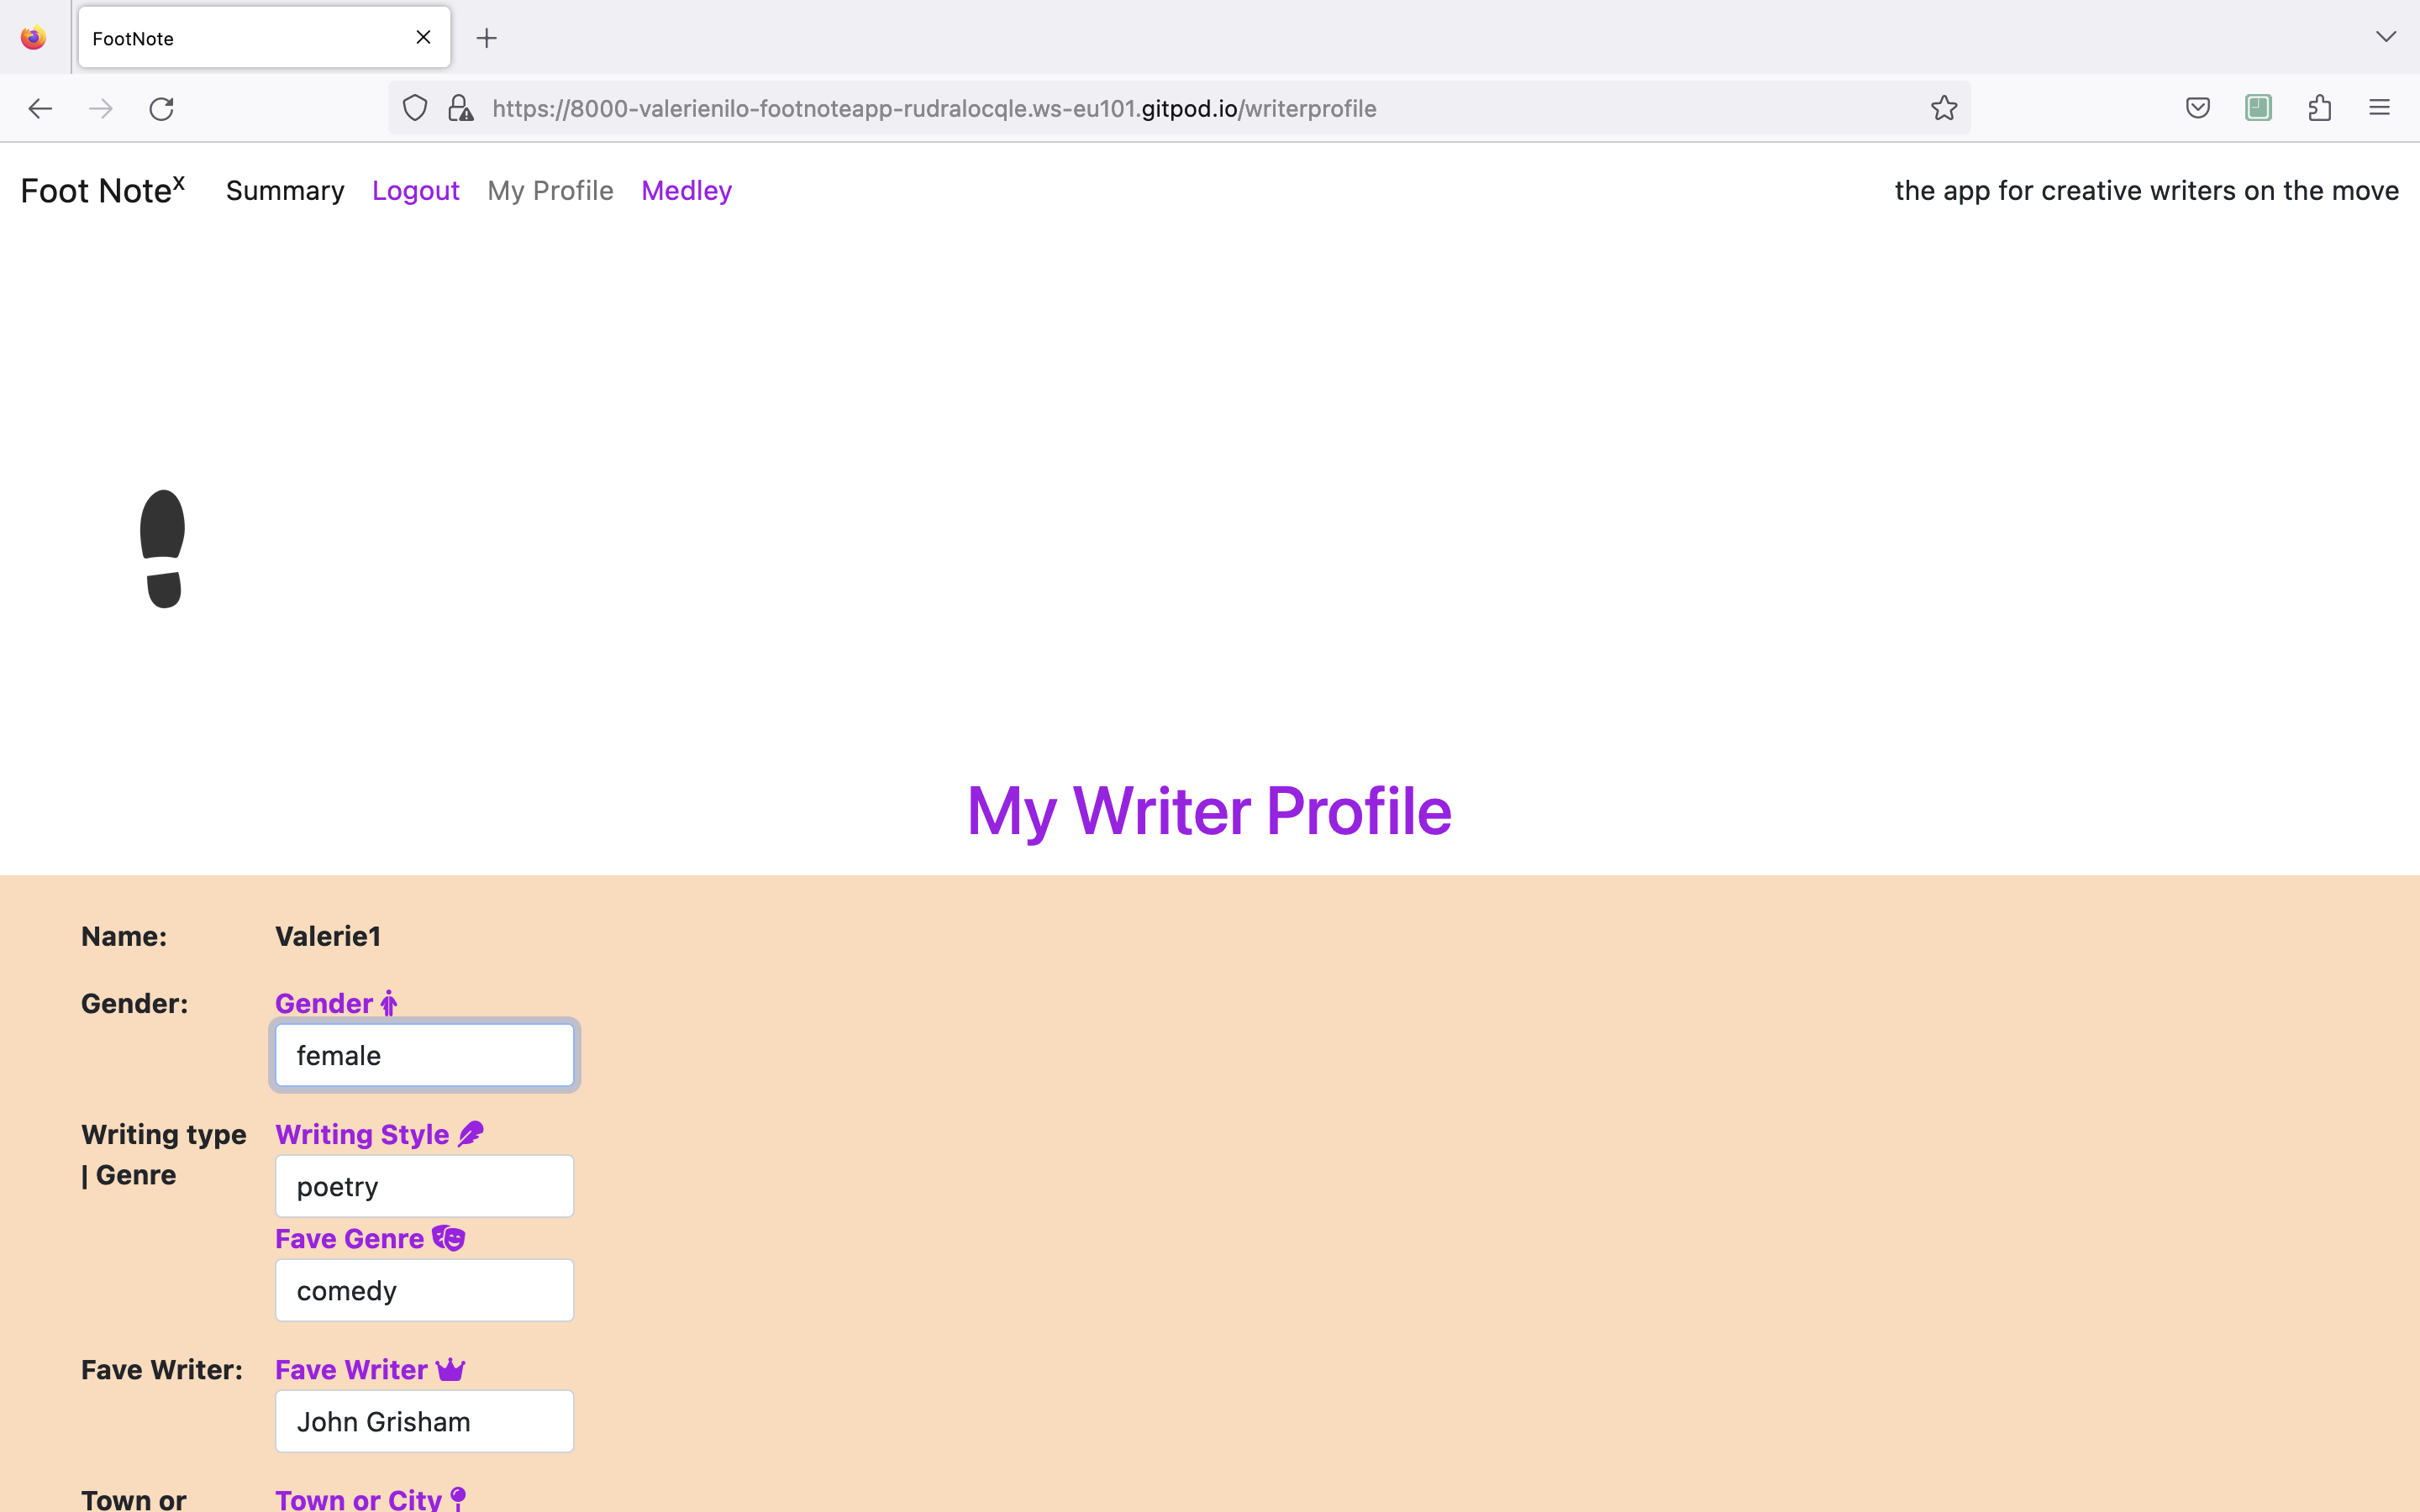 FootNote
https://8000-valerienilo-footnoteapp-rudralocqle.ws-eu101.gitpod.io/writerprofile
Foot Noteˣ Summary Logout My Profile Medley the app for creative writers on the move
My Writer Profile
Name: Valerie1
Gender: Gender
female
Writing type Writing Style
| Genre
poetry
Fave Genre
comedy
Fave Writer: Fave Writer
John Grisham
Town or Town or City